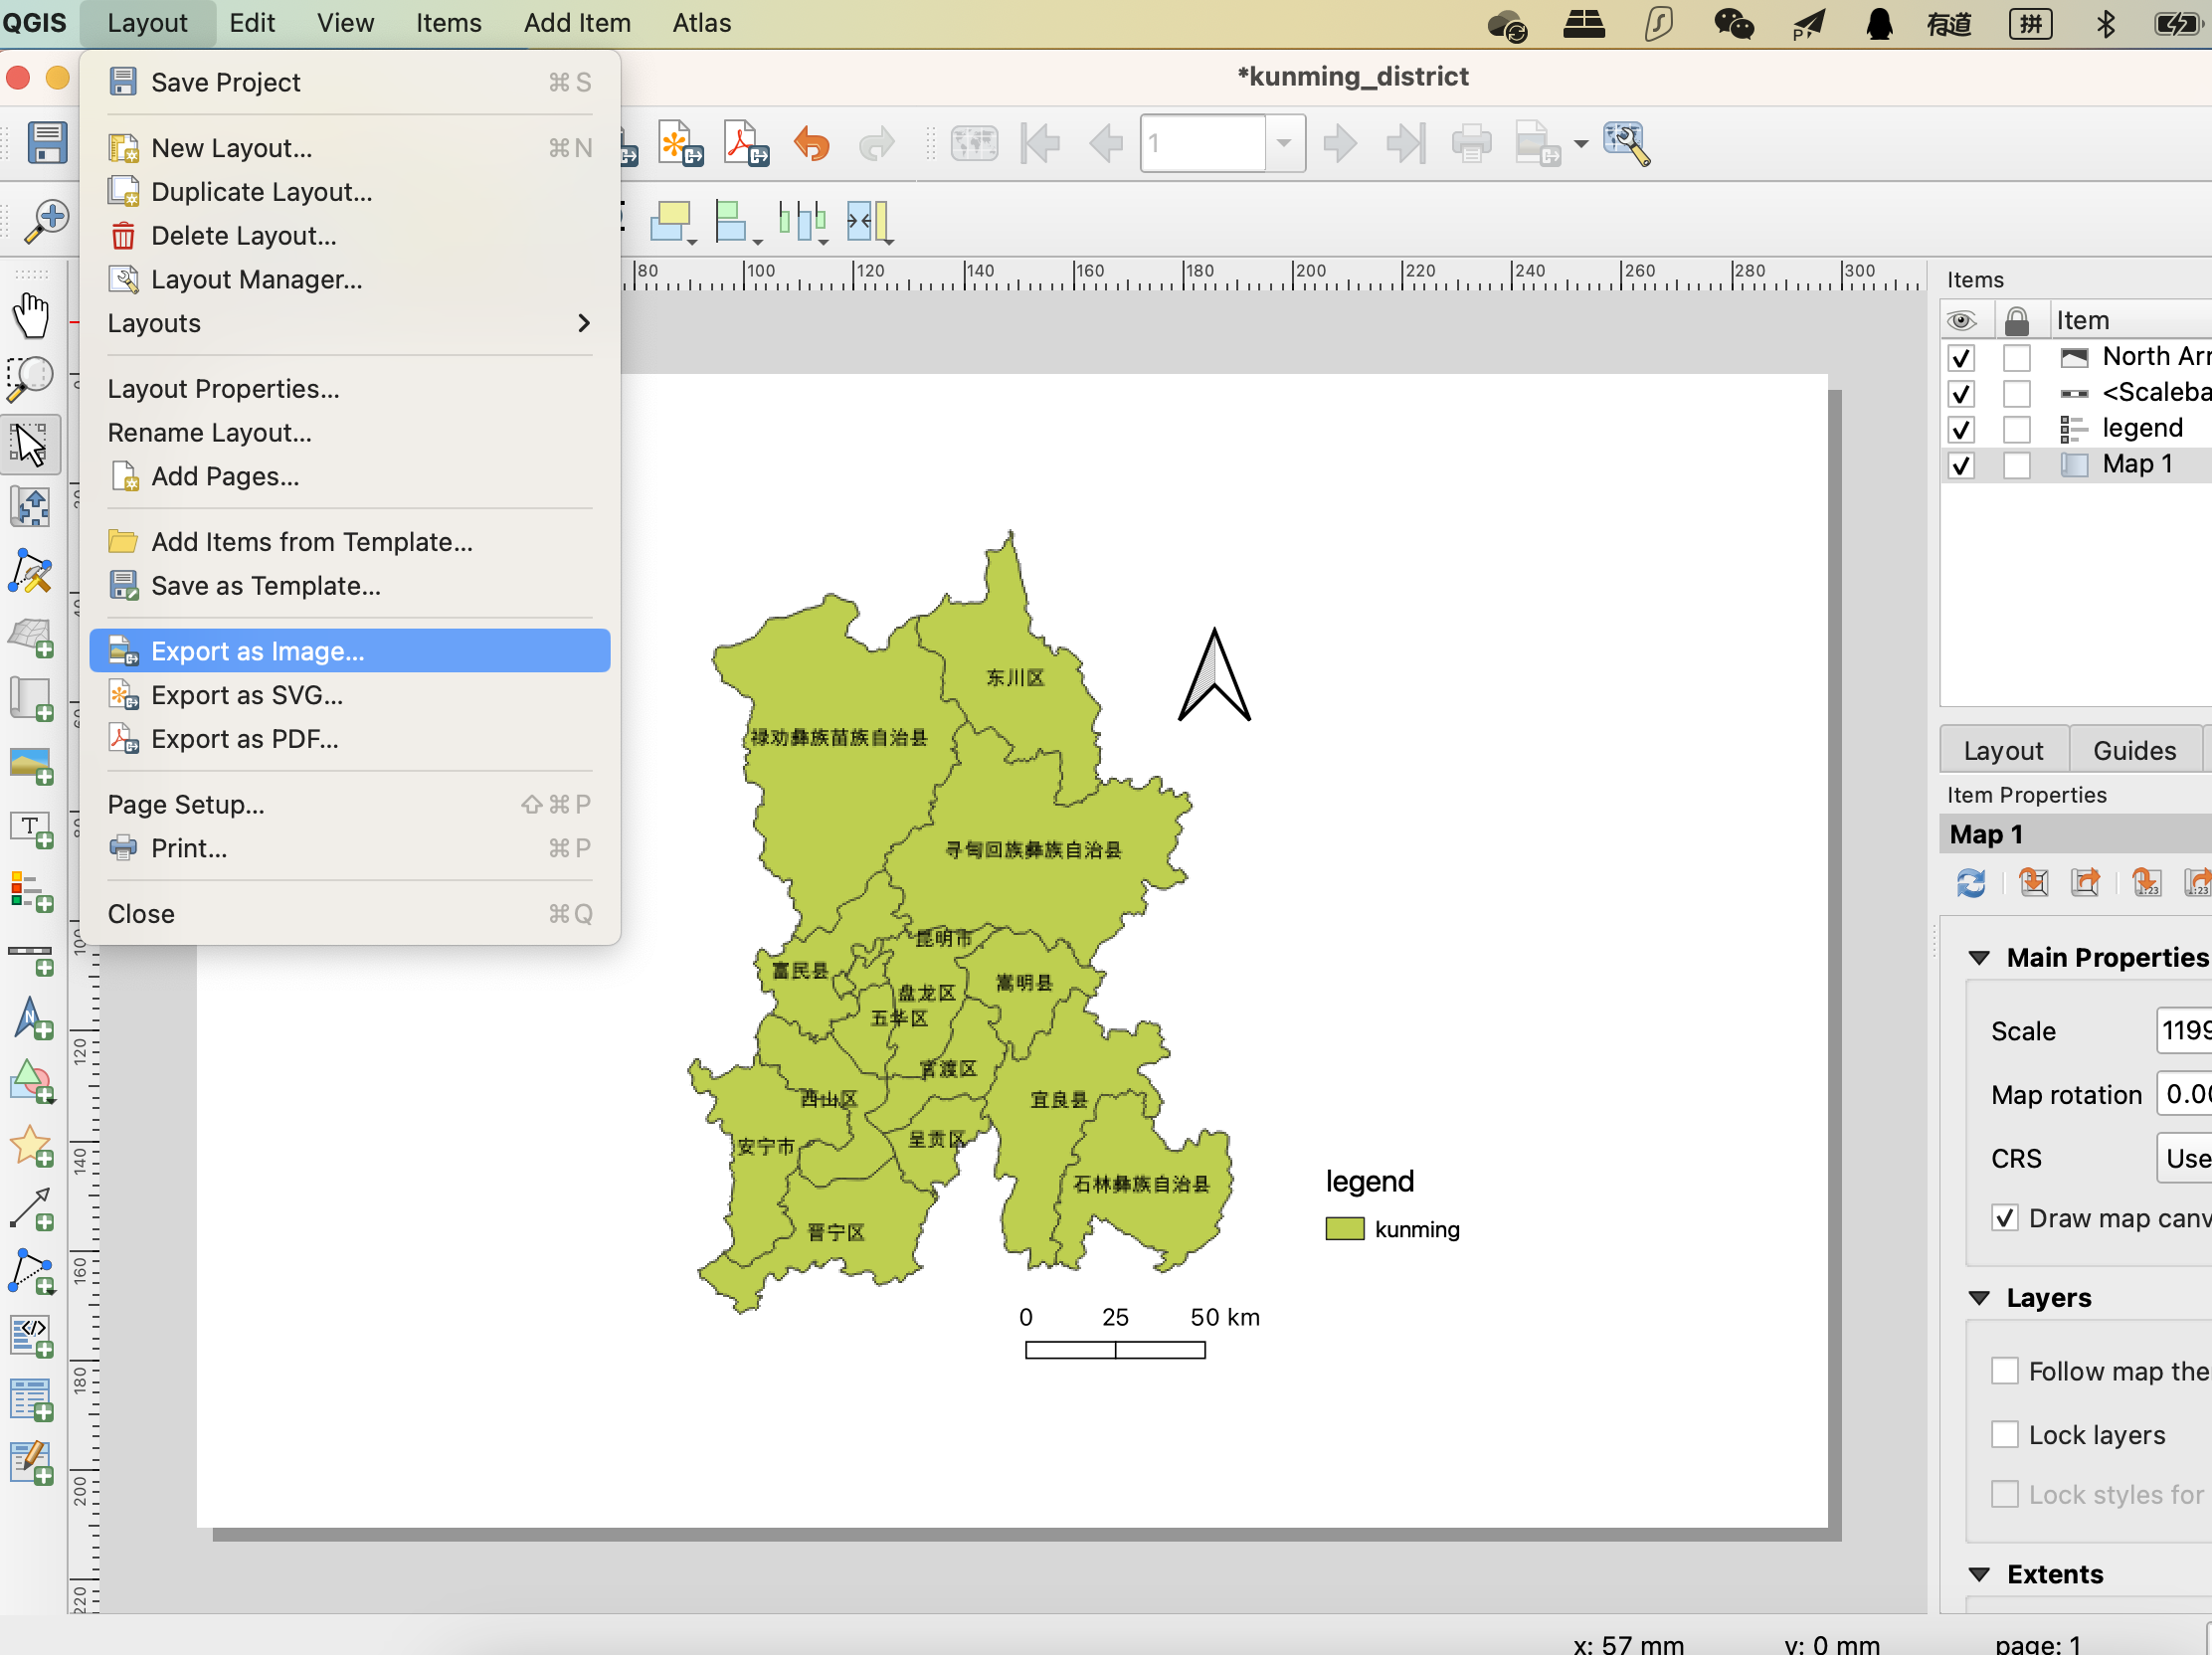 QGIS Layout Edit View Items Add Item Atlas 有道 拼
*kunming_district
Save Project ⌘ S
New Layout... ⌘ N
Duplicate Layout...
Delete Layout...
Layout Manager...
Layouts
Layout Properties...
Rename Layout...
Add Pages...
Add Items from Template...
Save as Template...
Export as Image...
Export as SVG...
Export as PDF...
Page Setup... ⇧ ⌘ P
Print... ⌘ P
Close ⌘ Q
1
80 100 120 140 160 180 200 220 240 260 280 300
100
120
140
160
180
200
220
东川区
禄劝彝族苗族自治县
寻甸回族彝族自治县
昆明市
富民县
嵩明县
盘龙区
五华区
官渡区
西山区
宜良县
呈贡区
安宁市
石林彝族自治县
晋宁区
legend
kunming
0 25 50 km
Items
Item
North Arr
<Scaleba
legend
Map 1
Layout Guides
Item Properties
Map 1
Main Properties
Scale 1199
Map rotation 0.00
CRS Use
Draw map canv
Layers
Follow map the
Lock layers
Lock styles for
Extents
x: 57 mm y: 0 mm page: 1